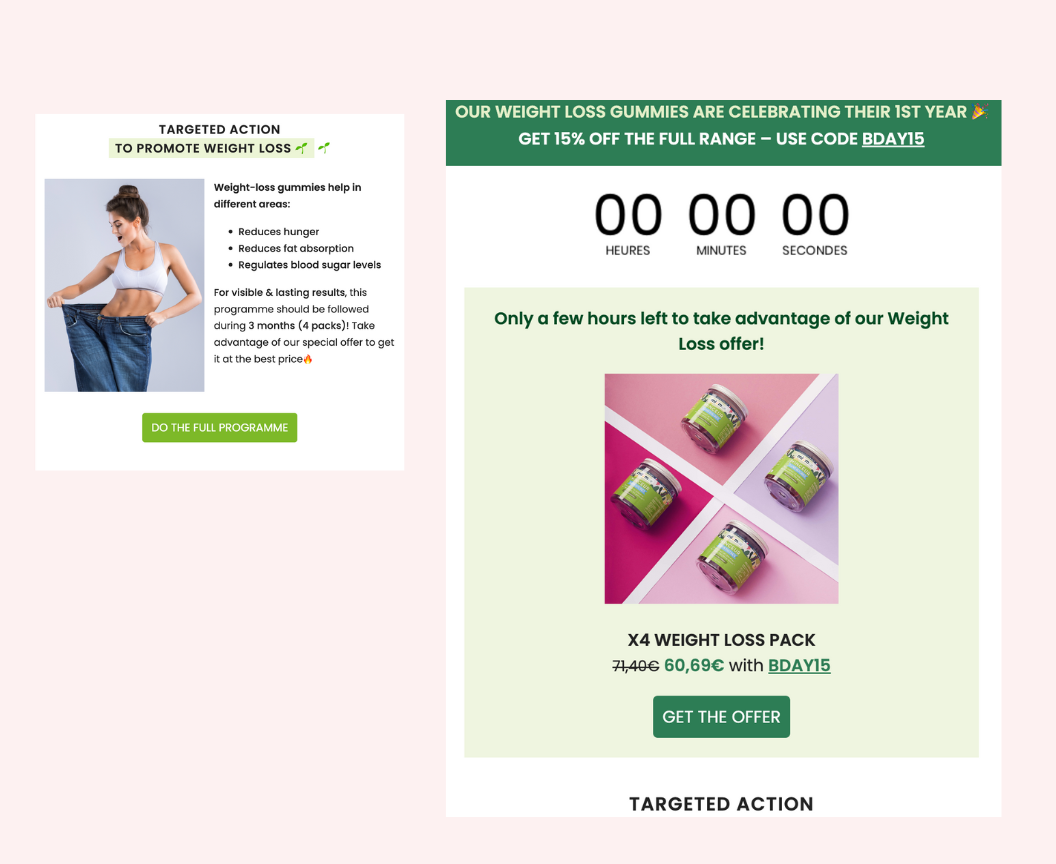 TARGETED ACTION
TO PROMOTE WEIGHT LOSS 🌱 🌱
Weight-loss gummies help in
different areas:
• Reduces hunger
• Reduces fat absorption
• Regulates blood sugar levels
For visible & lasting results, this
programme should be followed
during 3 months (4 packs)! Take
advantage of our special offer to get
it at the best price🔥
DO THE FULL PROGRAMME
OUR WEIGHT LOSS GUMMIES ARE CELEBRATING THEIR 1ST YEAR 🎉
GET 15% OFF THE FULL RANGE – USE CODE BDAY15
00 00 00
HEURES MINUTES SECONDES
Only a few hours left to take advantage of our Weight
Loss offer!
X4 WEIGHT LOSS PACK
71,40€ 60,69€ with BDAY15
GET THE OFFER
TARGETED ACTION